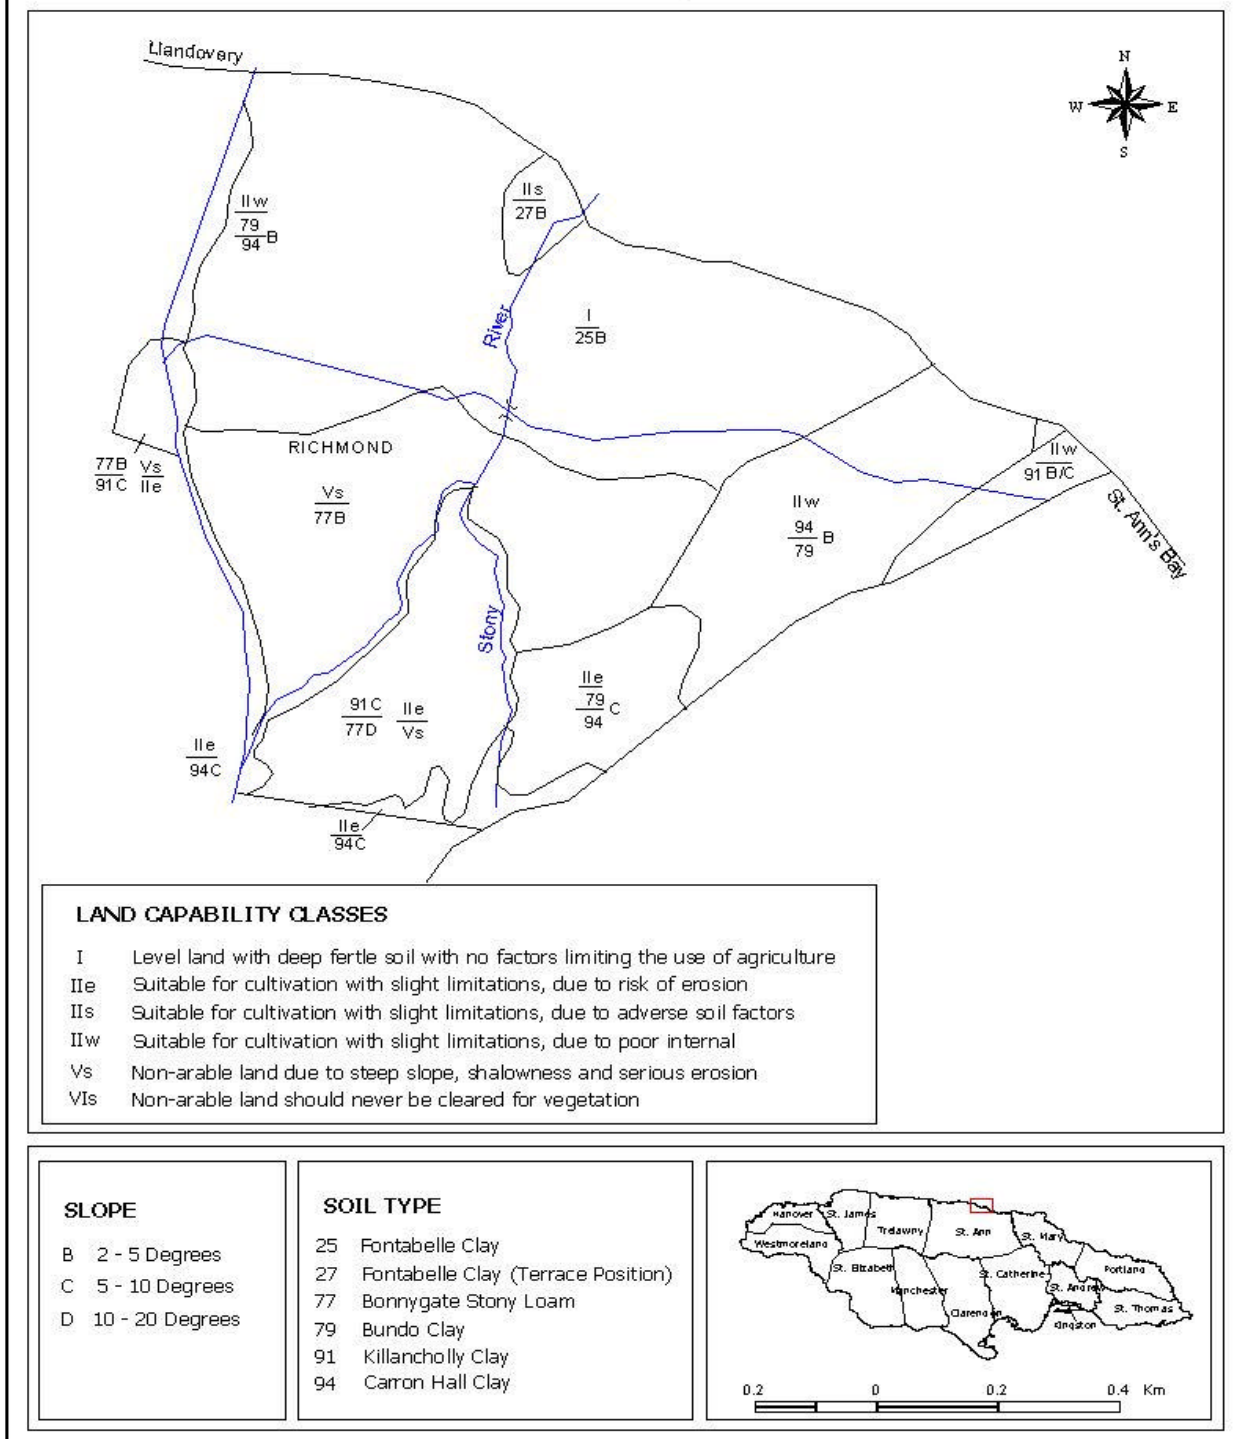 Llandovery
N
W E
S
IIw
79
94 B
IIs
27B
River
I
25B
RICHMOND
77B Vs
91C IIe
Vs
77B
IIw
91 B/C
IIw
94
79 B
St. Ann's Bay
Stony
IIe
79
94 C
91C IIe
77D Vs
IIe
94C
IIe
94C
LAND CAPABILITY CLASSES
I Level land with deep fertle soil with no factors limiting the use of agriculture
IIe Suitable for cultivation with slight limitations, due to risk of erosion
IIs Suitable for cultivation with slight limitations, due to adverse soil factors
IIw Suitable for cultivation with slight limitations, due to poor internal
Vs Non-arable land due to steep slope, shalowness and serious erosion
VIs Non-arable land should never be cleared for vegetation
SLOPE
B 2 - 5 Degrees
C 5 - 10 Degrees
D 10 - 20 Degrees
SOIL TYPE
25 Fontabelle Clay
27 Fontabelle Clay (Terrace Position)
77 Bonnygate Stony Loam
79 Bundo Clay
91 Killancholly Clay
94 Carron Hall Clay
Hanover St. James
Trelawny St. Ann St. Mary
Westmoreland
St. Elizabeth St. Catherine Portland
Manchester St. Andrew
Clarendon St. Thomas
Kingston
0.2 0 0.2 0.4 Km